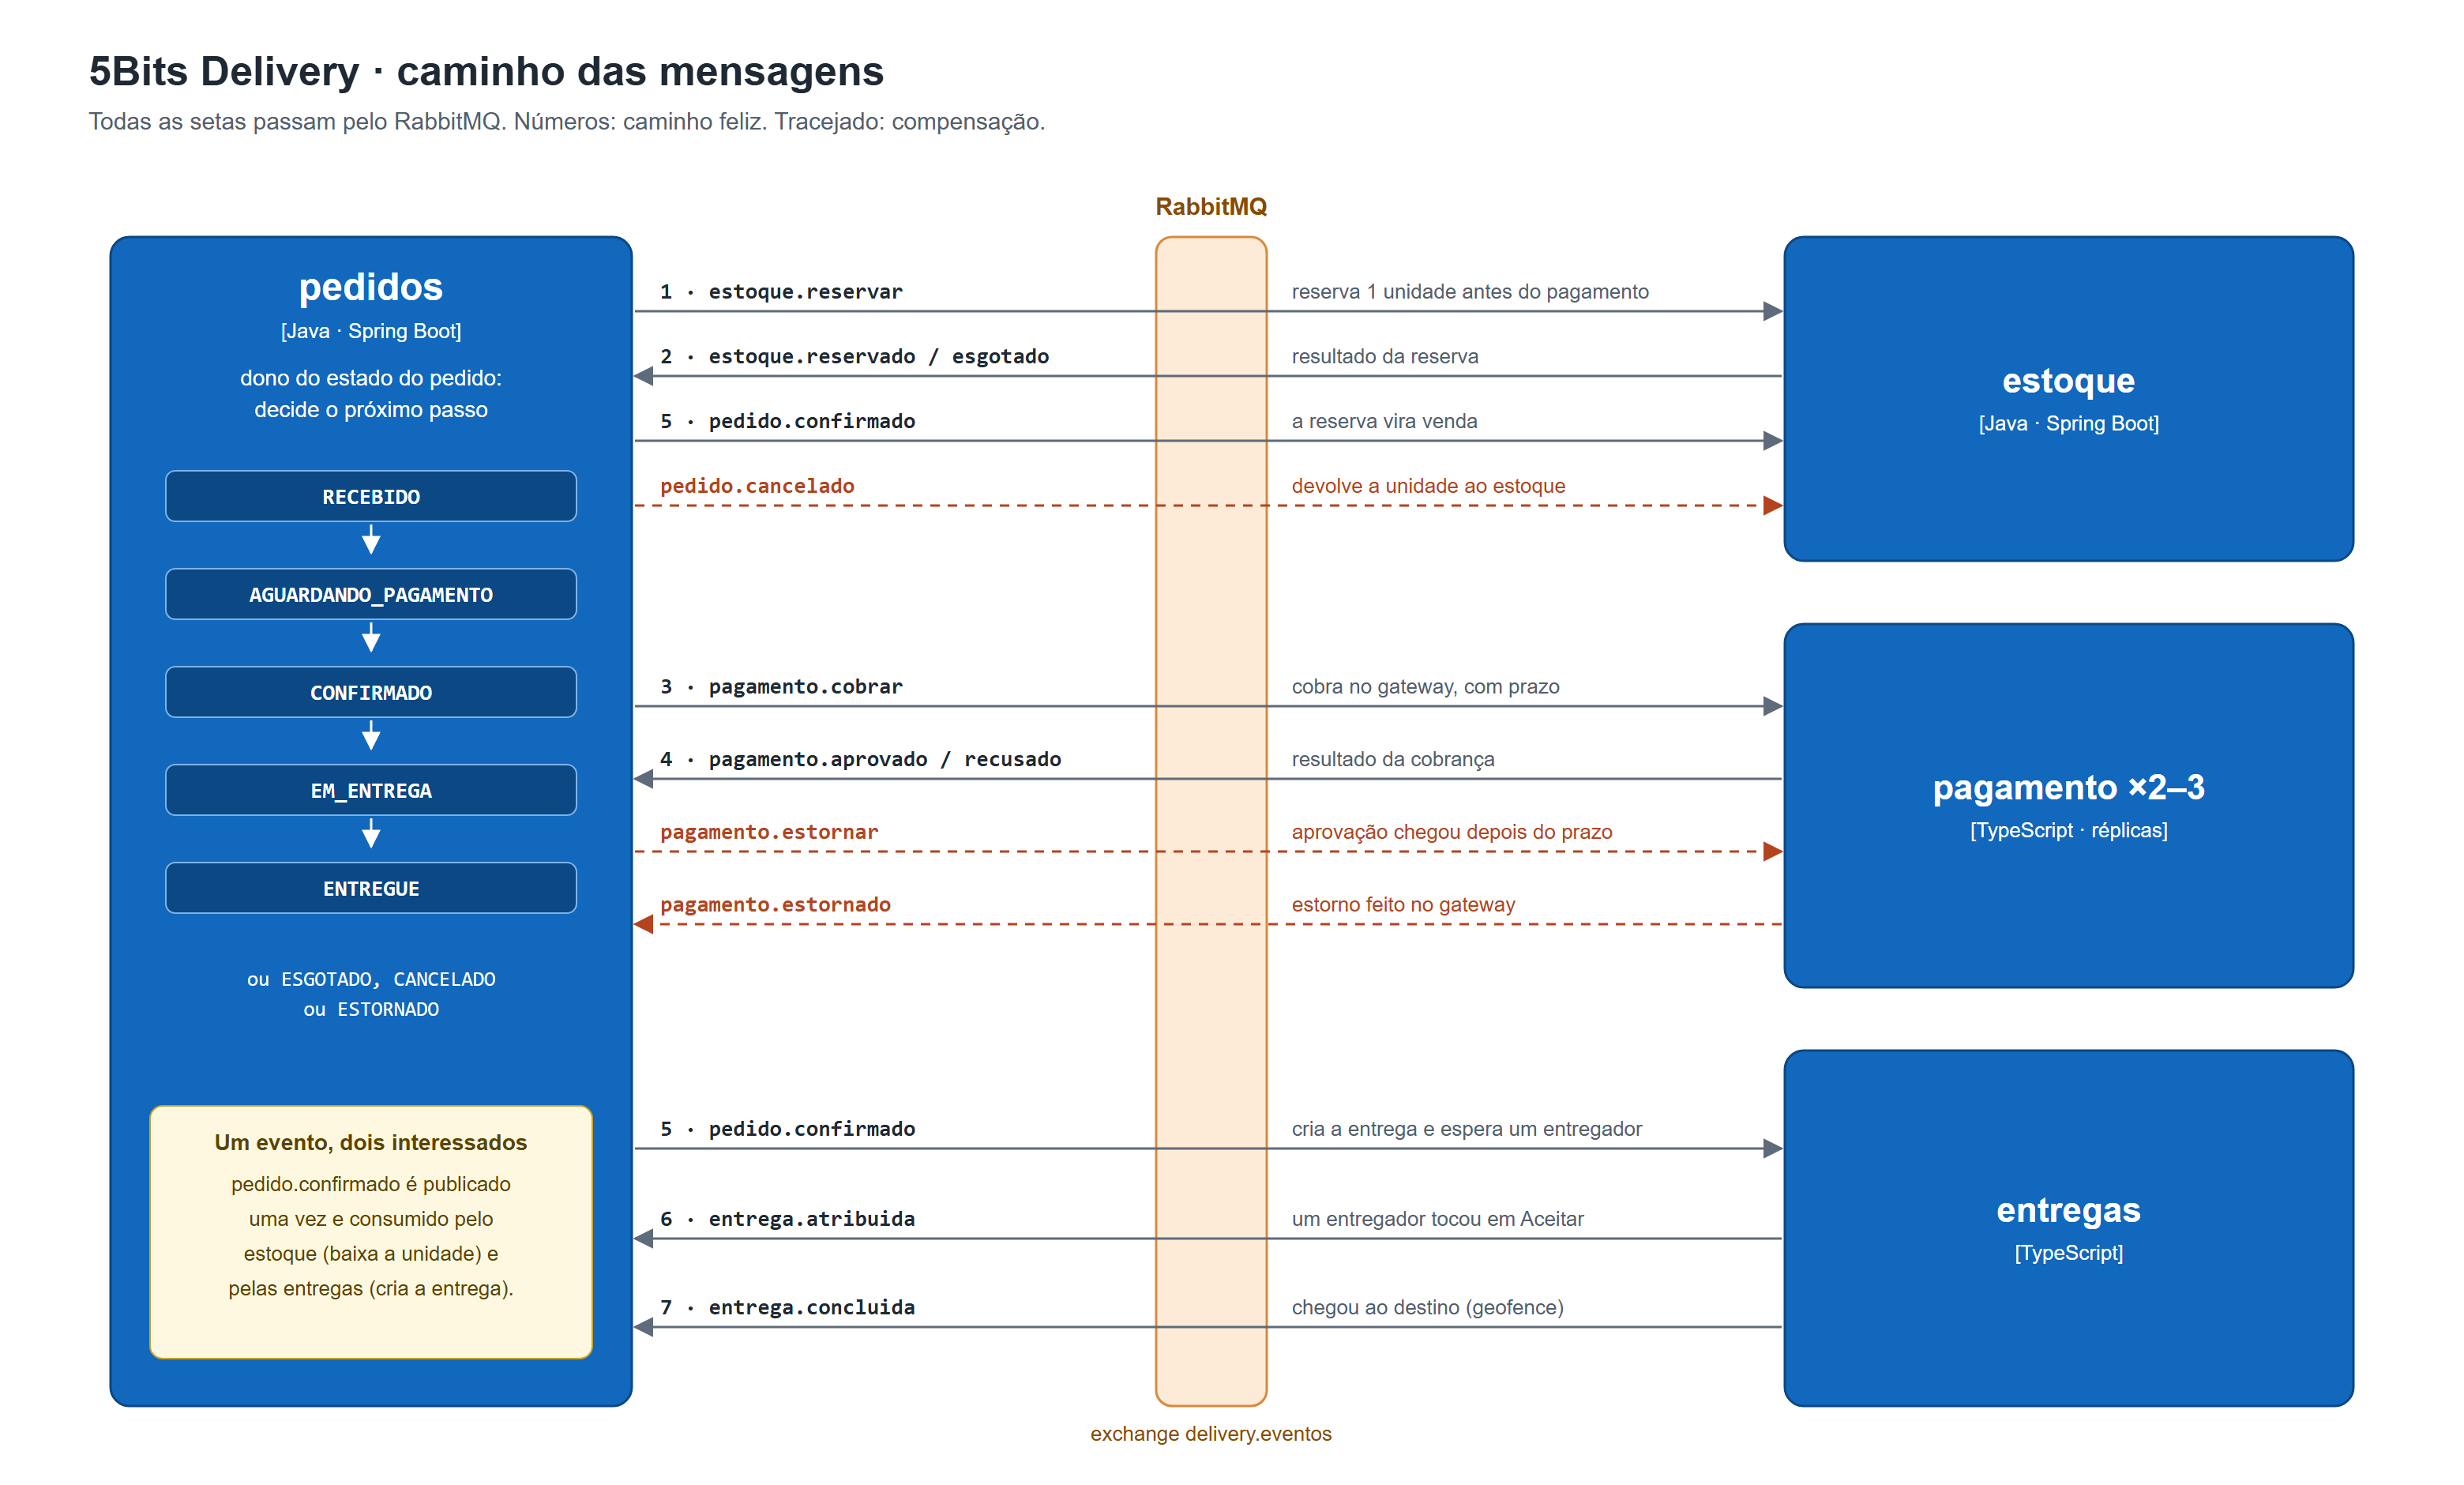 5Bits Delivery · caminho das mensagens
Todas as setas passam pelo RabbitMQ. Números: caminho feliz. Tracejado: compensação.
RabbitMQ
pedidos
[Java · Spring Boot]
dono do estado do pedido:
decide o próximo passo
RECEBIDO
AGUARDANDO_PAGAMENTO
CONFIRMADO
EM_ENTREGA
ENTREGUE
ou ESGOTADO, CANCELADO
ou ESTORNADO
Um evento, dois interessados
pedido.confirmado é publicado
uma vez e consumido pelo
estoque (baixa a unidade) e
pelas entregas (cria a entrega).
1 · estoque.reservar
reserva 1 unidade antes do pagamento
2 · estoque.reservado / esgotado
resultado da reserva
5 · pedido.confirmado
a reserva vira venda
pedido.cancelado
devolve a unidade ao estoque
estoque
[Java · Spring Boot]
3 · pagamento.cobrar
cobra no gateway, com prazo
4 · pagamento.aprovado / recusado
resultado da cobrança
pagamento.estornar
aprovação chegou depois do prazo
pagamento.estornado
estorno feito no gateway
pagamento ×2–3
[TypeScript · réplicas]
5 · pedido.confirmado
cria a entrega e espera um entregador
6 · entrega.atribuida
um entregador tocou em Aceitar
7 · entrega.concluida
chegou ao destino (geofence)
entregas
[TypeScript]
exchange delivery.eventos